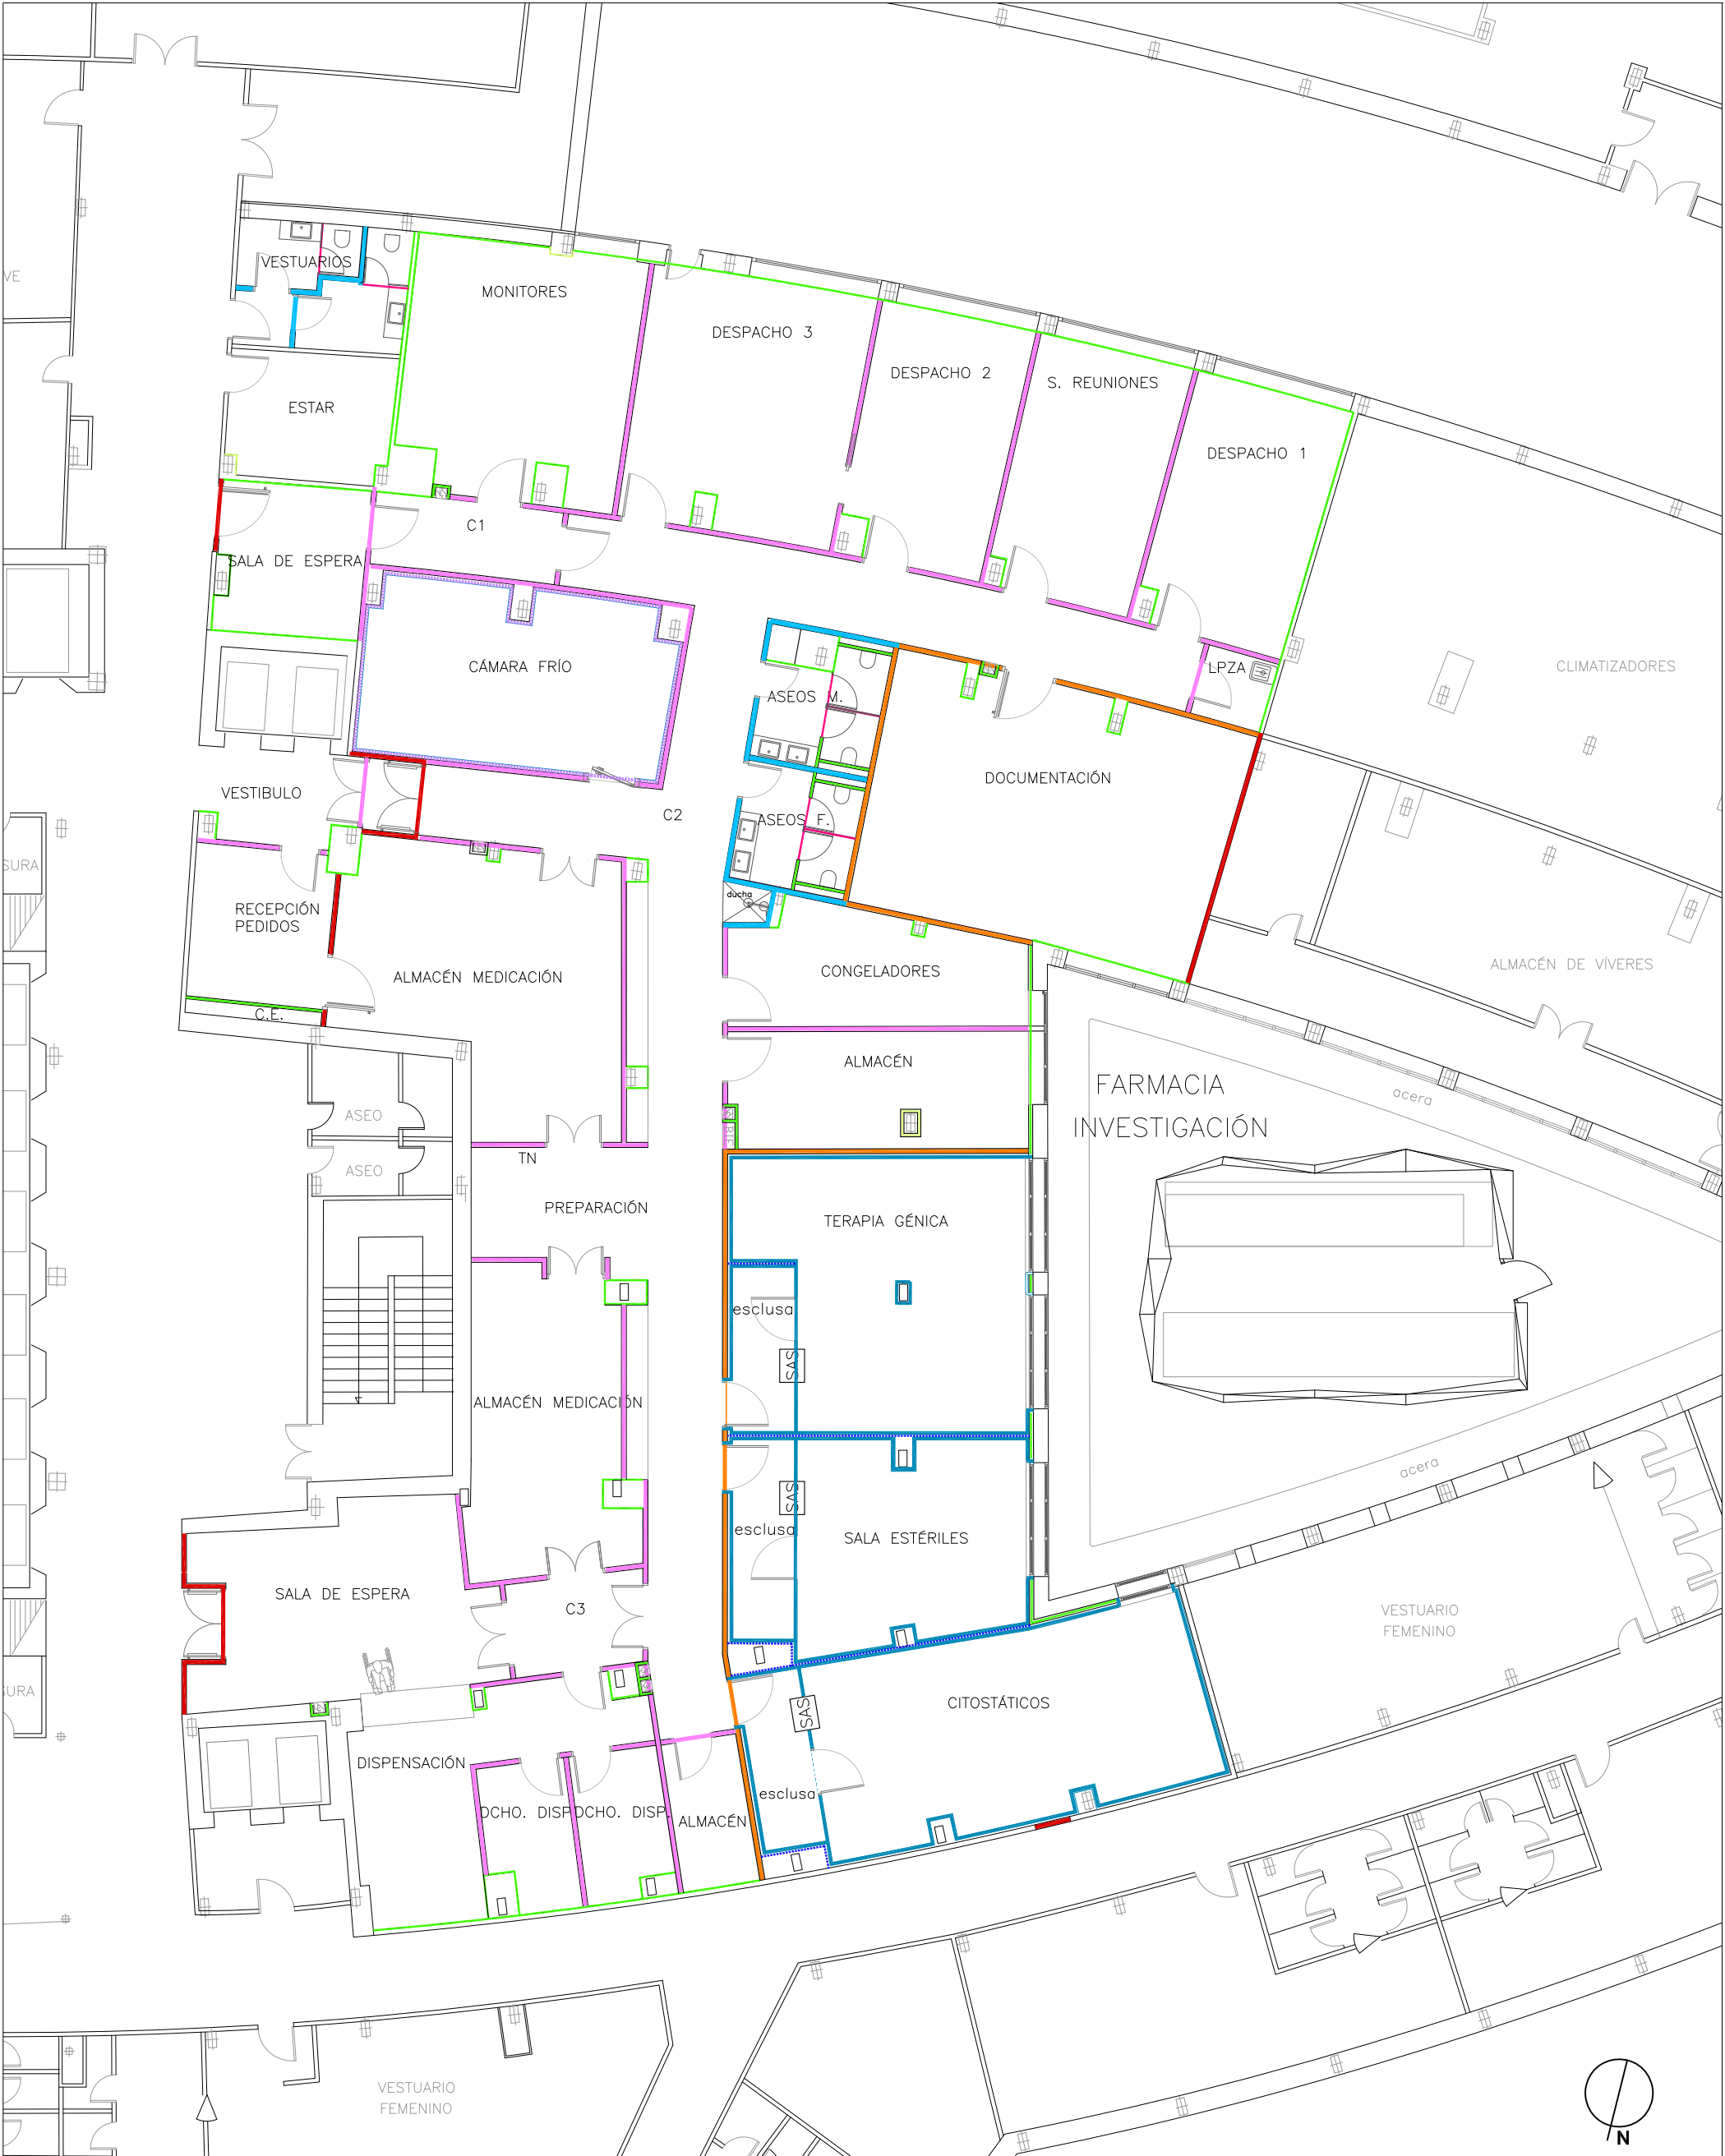 VESTUARIOS
VE
MONITORES
DESPACHO 3
DESPACHO 2
S. REUNIONES
ESTAR
DESPACHO 1
C1
SALA DE ESPERA
CÁMARA FRÍO
LPZA
CLIMATIZADORES
ASEOS M.
DOCUMENTACIÓN
VESTIBULO
C2
ASEOS F.
SURA
ducha
RECEPCIÓN
PEDIDOS
ALMACÉN MEDICACIÓN
CONGELADORES
ALMACÉN DE VÍVERES
C.E.
ALMACÉN
FARMACIA
INVESTIGACIÓN
acera
ASEO
ASEO
TN
PREPARACIÓN
TERAPIA GÉNICA
esclusa
SAS
ALMACÉN MEDICACIÓN
acera
SAS
esclusa
SALA ESTÉRILES
SALA DE ESPERA
C3
VESTUARIO
FEMENINO
SURA
CITOSTÁTICOS
SAS
DISPENSACIÓN
esclusa
DCHO. DISP.
DCHO. DISP.
ALMACÉN
VESTUARIO
FEMENINO
N